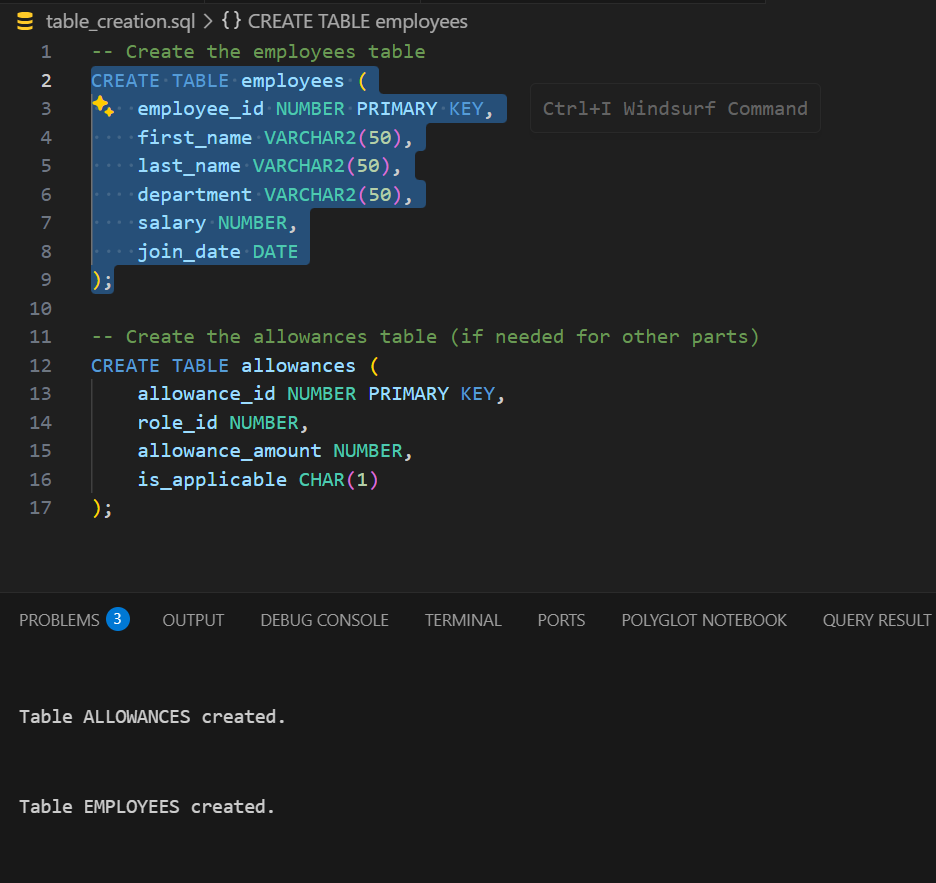 table_creation.sql > {} CREATE TABLE employees
1 -- Create the employees table
2 CREATE TABLE employees (
3 employee_id NUMBER PRIMARY KEY,
Ctrl+I Windsurf Command
4 first_name VARCHAR2(50),
5 last_name VARCHAR2(50),
6 department VARCHAR2(50),
7 salary NUMBER,
8 join_date DATE
9 );
10
11 -- Create the allowances table (if needed for other parts)
12 CREATE TABLE allowances (
13 allowance_id NUMBER PRIMARY KEY,
14 role_id NUMBER,
15 allowance_amount NUMBER,
16 is_applicable CHAR(1)
17 );
PROBLEMS 3 OUTPUT DEBUG CONSOLE TERMINAL PORTS POLYGLOT NOTEBOOK QUERY RESULT
Table ALLOWANCES created.
Table EMPLOYEES created.